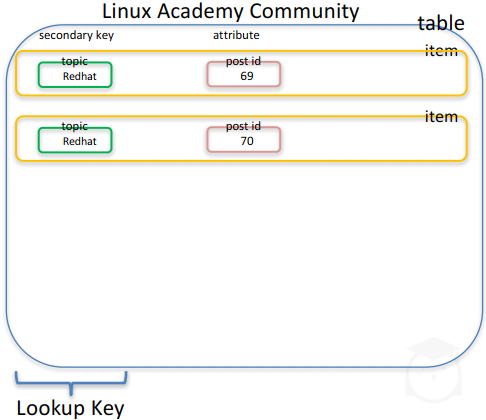 Linux Academy Community
table
secondary key attribute
item
topic post id
Redhat 69
item
topic post id
Redhat 70
Lookup Key